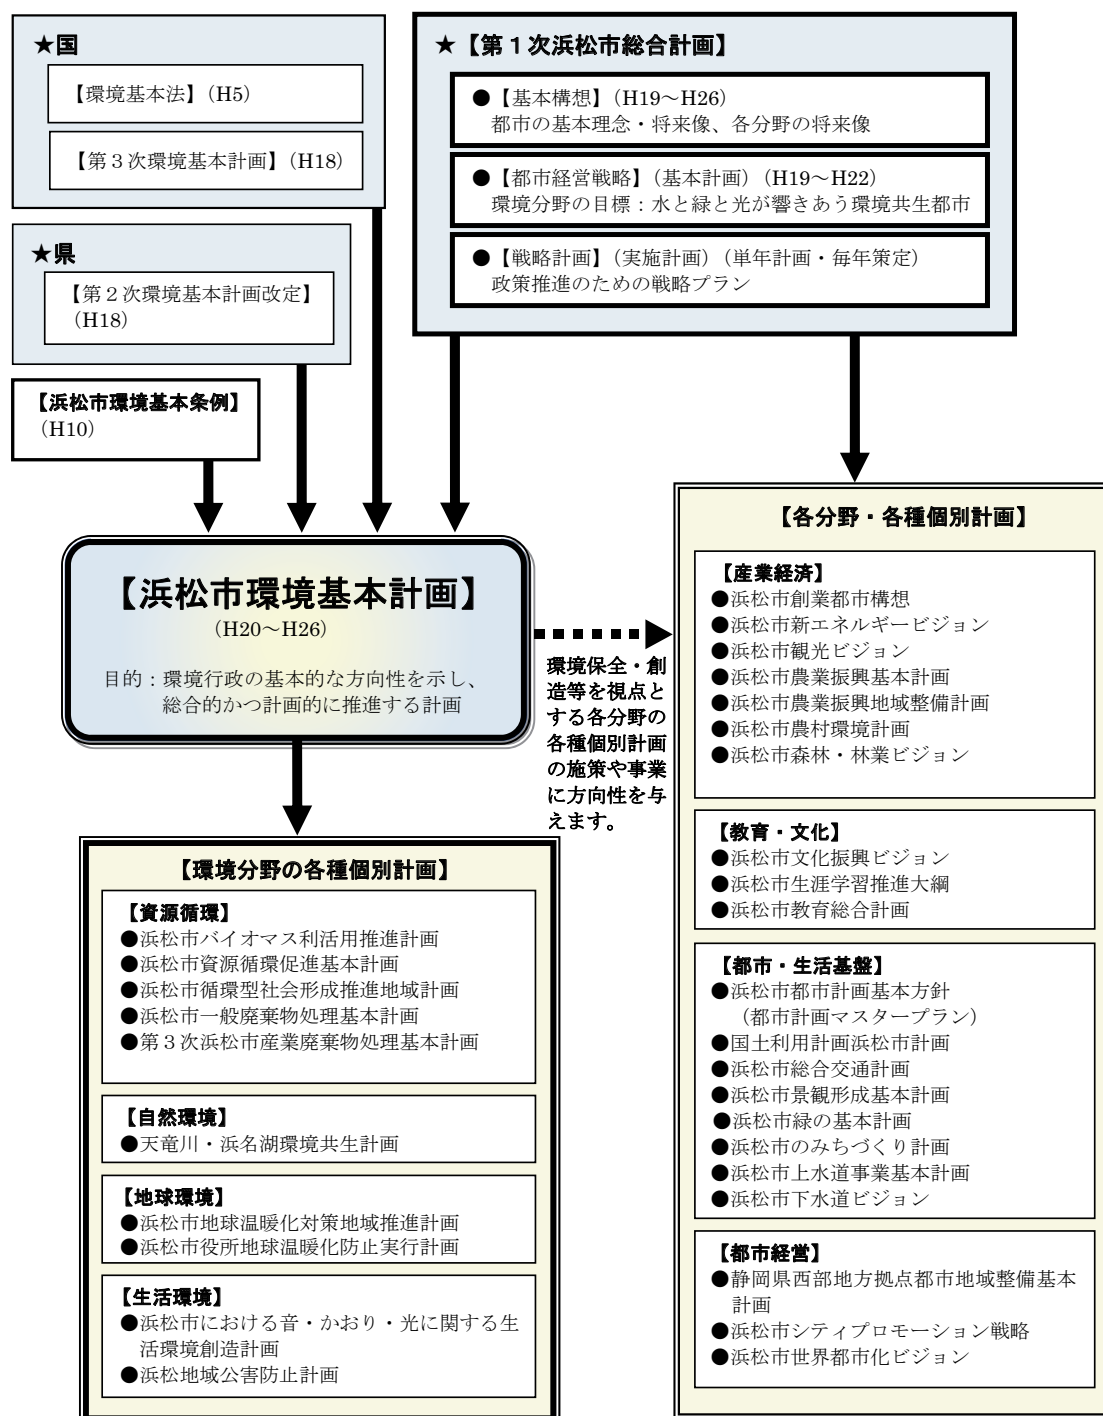 ★国
【環境基本法】(H5)
【第３次環境基本計画】(H18)
★県
【第２次環境基本計画改定】
(H18)
【浜松市環境基本条例】
(H10)
★【第１次浜松市総合計画】
●【基本構想】(H19～H26)
都市の基本理念・将来像、各分野の将来像
●【都市経営戦略】(基本計画)(H19～H22)
環境分野の目標：水と緑と光が響きあう環境共生都市
●【戦略計画】(実施計画)(単年計画・毎年策定)
政策推進のための戦略プラン
【浜松市環境基本計画】
(H20～H26)
目的：環境行政の基本的な方向性を示し、
総合的かつ計画的に推進する計画
環境保全・創
造等を視点と
する各分野の
各種個別計画
の施策や事業
に方向性を与
えます。
【環境分野の各種個別計画】
【資源循環】
●浜松市バイオマス利活用推進計画
●浜松市資源循環促進基本計画
●浜松市循環型社会形成推進地域計画
●浜松市一般廃棄物処理基本計画
●第３次浜松市産業廃棄物処理基本計画
【自然環境】
●天竜川・浜名湖環境共生計画
【地球環境】
●浜松市地球温暖化対策地域推進計画
●浜松市役所地球温暖化防止実行計画
【生活環境】
●浜松市における音・かおり・光に関する生
活環境創造計画
●浜松地域公害防止計画
【各分野・各種個別計画】
【産業経済】
●浜松市創業都市構想
●浜松市新エネルギービジョン
●浜松市観光ビジョン
●浜松市農業振興基本計画
●浜松市農業振興地域整備計画
●浜松市農村環境計画
●浜松市森林・林業ビジョン
【教育・文化】
●浜松市文化振興ビジョン
●浜松市生涯学習推進大綱
●浜松市教育総合計画
【都市・生活基盤】
●浜松市都市計画基本方針
(都市計画マスタープラン)
●国土利用計画浜松市計画
●浜松市総合交通計画
●浜松市景観形成基本計画
●浜松市緑の基本計画
●浜松市のみちづくり計画
●浜松市上水道事業基本計画
●浜松市下水道ビジョン
【都市経営】
●静岡県西部地方拠点都市地域整備基本
計画
●浜松市シティプロモーション戦略
●浜松市世界都市化ビジョン